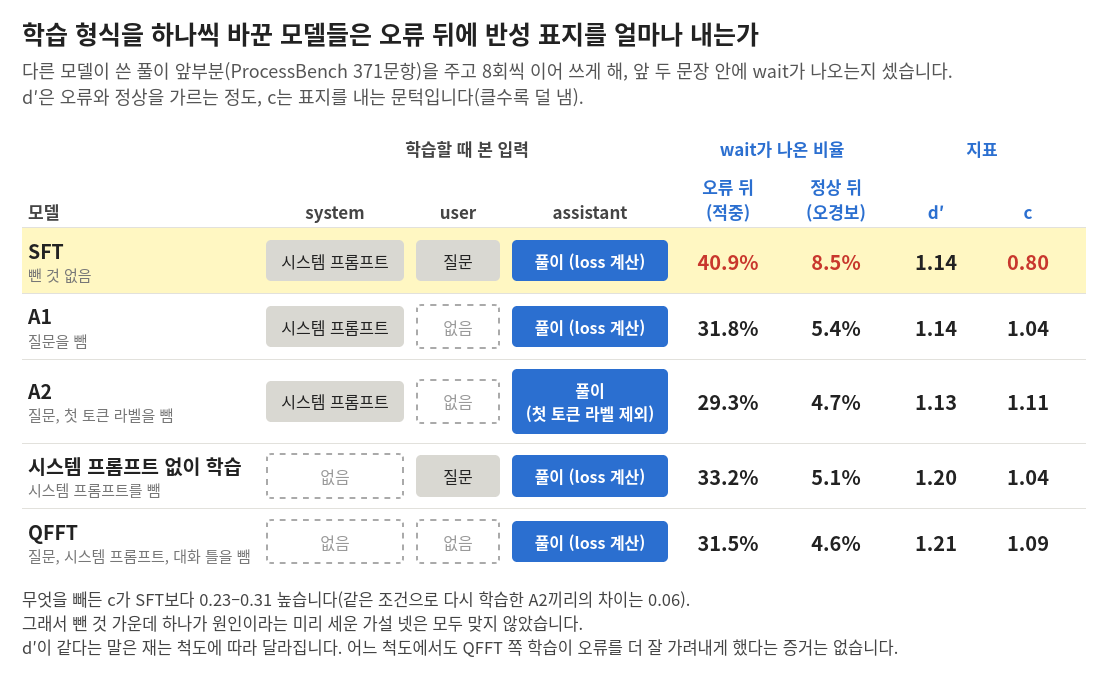 학습 형식을 하나씩 바꾼 모델들은 오류 뒤에 반성 표지를 얼마나 내는가
다른 모델이 쓴 풀이 앞부분(ProcessBench 371문항)을 주고 8회씩 이어 쓰게 해, 앞 두 문장 안에 wait가 나오는지 셌습니다.
d′은 오류와 정상을 가르는 정도, c는 표지를 내는 문턱입니다(클수록 덜 냄).
학습할 때 본 입력 wait가 나온 비율 지표
모델 system user assistant 오류 뒤 (적중) 정상 뒤 (오경보) d′ c
SFT 시스템 프롬프트 질문 풀이 (loss 계산) 40.9% 8.5% 1.14 0.80
뺀 것 없음
A1 시스템 프롬프트 없음 풀이 (loss 계산) 31.8% 5.4% 1.14 1.04
질문을 뺌
A2 시스템 프롬프트 없음 풀이 (첫 토큰 라벨 제외) 29.3% 4.7% 1.13 1.11
질문, 첫 토큰 라벨을 뺌
시스템 프롬프트 없이 학습 없음 질문 풀이 (loss 계산) 33.2% 5.1% 1.20 1.04
시스템 프롬프트를 뺌
QFFT 없음 없음 풀이 (loss 계산) 31.5% 4.6% 1.21 1.09
질문, 시스템 프롬프트, 대화 틀을 뺌
무엇을 빼든 c가 SFT보다 0.23–0.31 높습니다(같은 조건으로 다시 학습한 A2끼리의 차이는 0.06).
그래서 뺀 것 가운데 하나가 원인이라는 미리 세운 가설 넷은 모두 맞지 않았습니다.
d′이 같다는 말은 재는 척도에 따라 달라집니다. 어느 척도에서도 QFFT 쪽 학습이 오류를 더 잘 가려내게 했다는 증거는 없습니다.